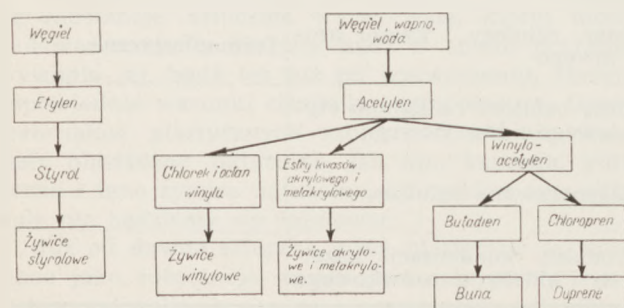 Węgiel
Etylen
Styrol
Żywice
styrolowe
Węgiel, wapno,
woda
Acetylen
Chlorek i octan
winylu
Estry kwasów
akrylowego i
metakrylowego
Winylo-
acetylen
Żywice
winylowe
Żywice akrylo-
we i metakrylo-
we.
Butadien
Chloropren
Buna
Duprene